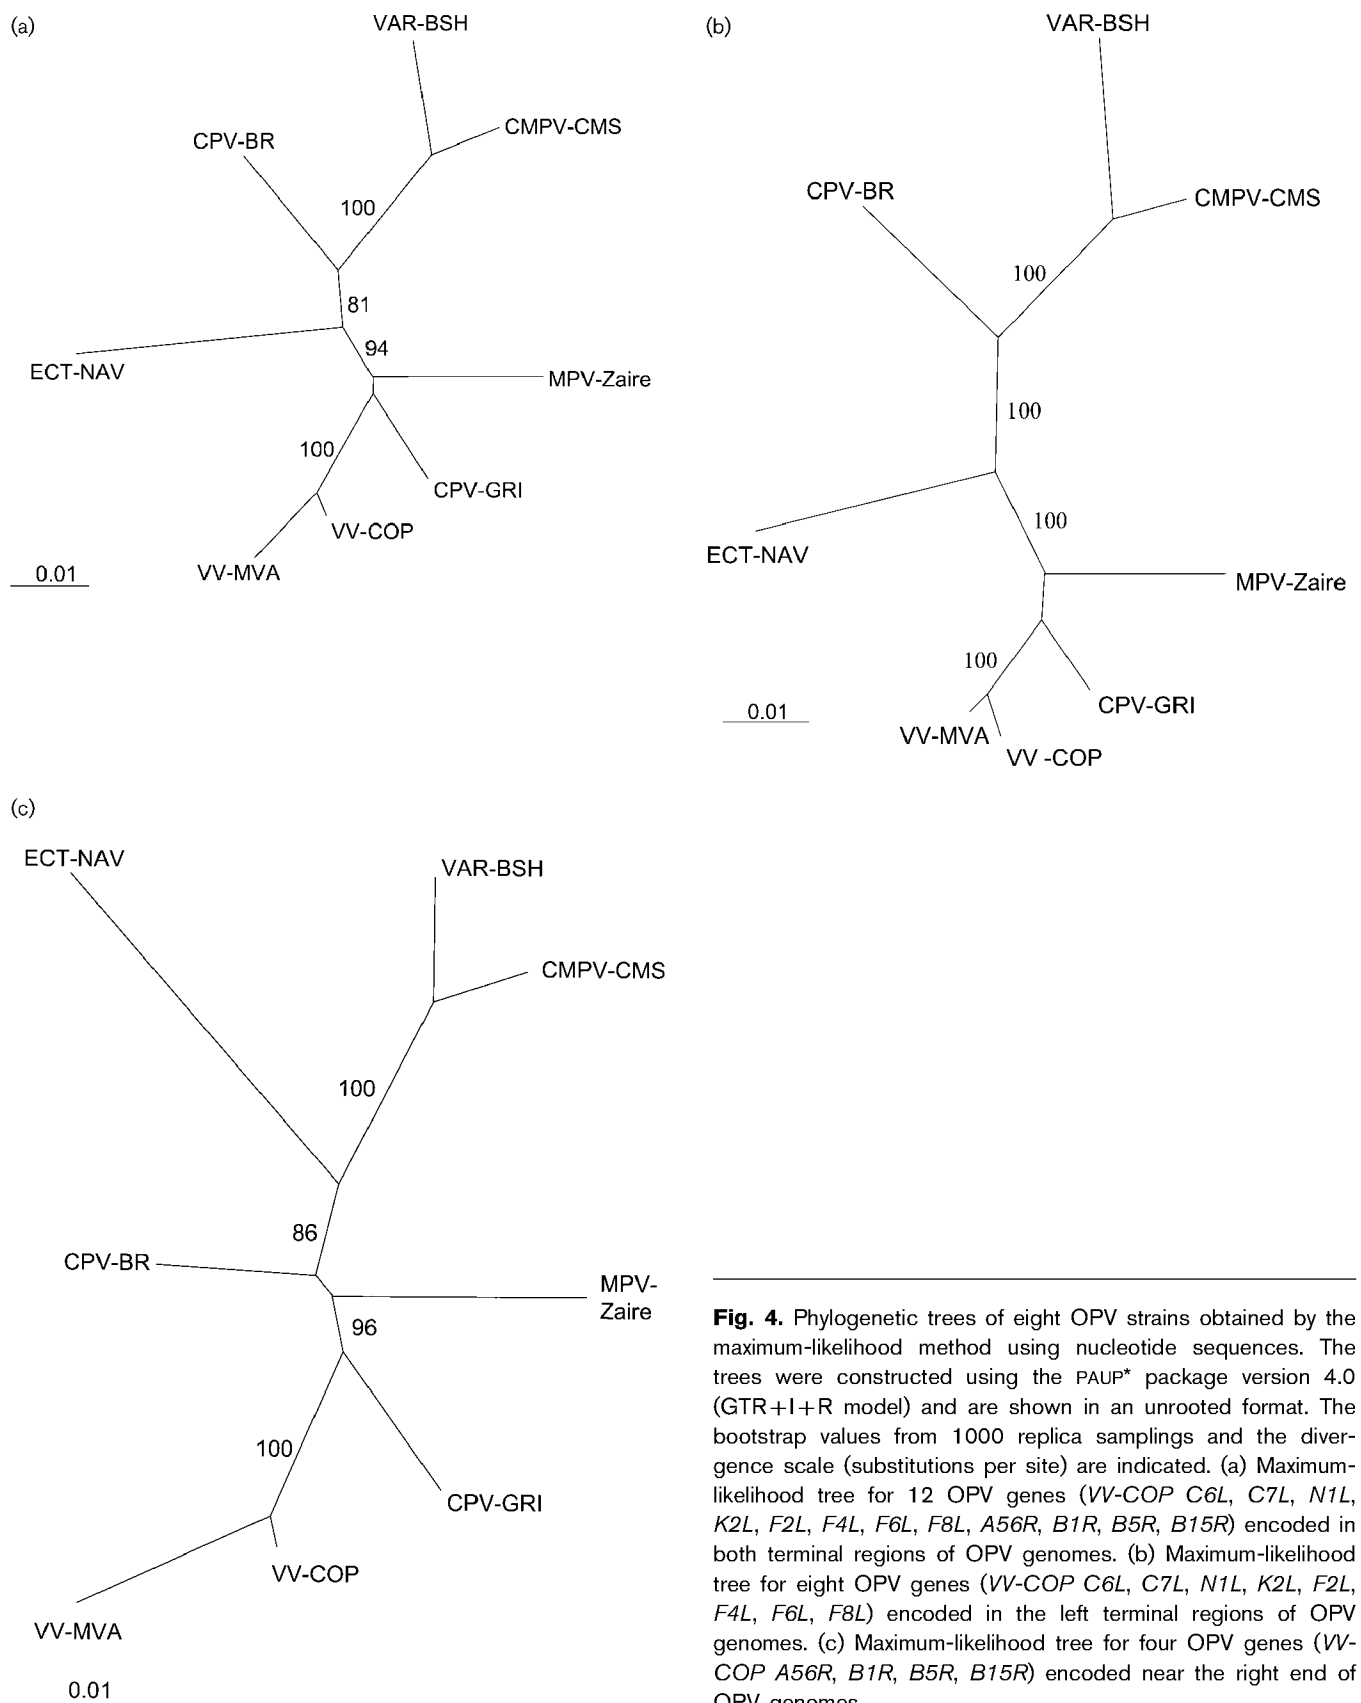 (a)
VAR-BSH
CMPV-CMS
CPV-BR
100
81
94
ECT-NAV
MPV-Zaire
100
CPV-GRI
VV-COP
VV-MVA
0.01
(b)
VAR-BSH
CMPV-CMS
CPV-BR
100
100
100
ECT-NAV
MPV-Zaire
100
CPV-GRI
VV-MVA
VV -COP
0.01
(c)
ECT-NAV
VAR-BSH
CMPV-CMS
100
86
CPV-BR
MPV-
Zaire
96
100
CPV-GRI
VV-COP
VV-MVA
0.01
Fig. 4. Phylogenetic trees of eight OPV strains obtained by the
maximum-likelihood method using nucleotide sequences. The
trees were constructed using the PAUP* package version 4.0
(GTR+I+R model) and are shown in an unrooted format. The
bootstrap values from 1000 replica samplings and the diver-
gence scale (substitutions per site) are indicated. (a) Maximum-
likelihood tree for 12 OPV genes (VV-COP C6L, C7L, N1L,
K2L, F2L, F4L, F6L, F8L, A56R, B1R, B5R, B15R) encoded in
both terminal regions of OPV genomes. (b) Maximum-likelihood
tree for eight OPV genes (VV-COP C6L, C7L, N1L, K2L, F2L,
F4L, F6L, F8L) encoded in the left terminal regions of OPV
genomes. (c) Maximum-likelihood tree for four OPV genes (VV-
COP A56R, B1R, B5R, B15R) encoded near the right end of
OPV genomes.